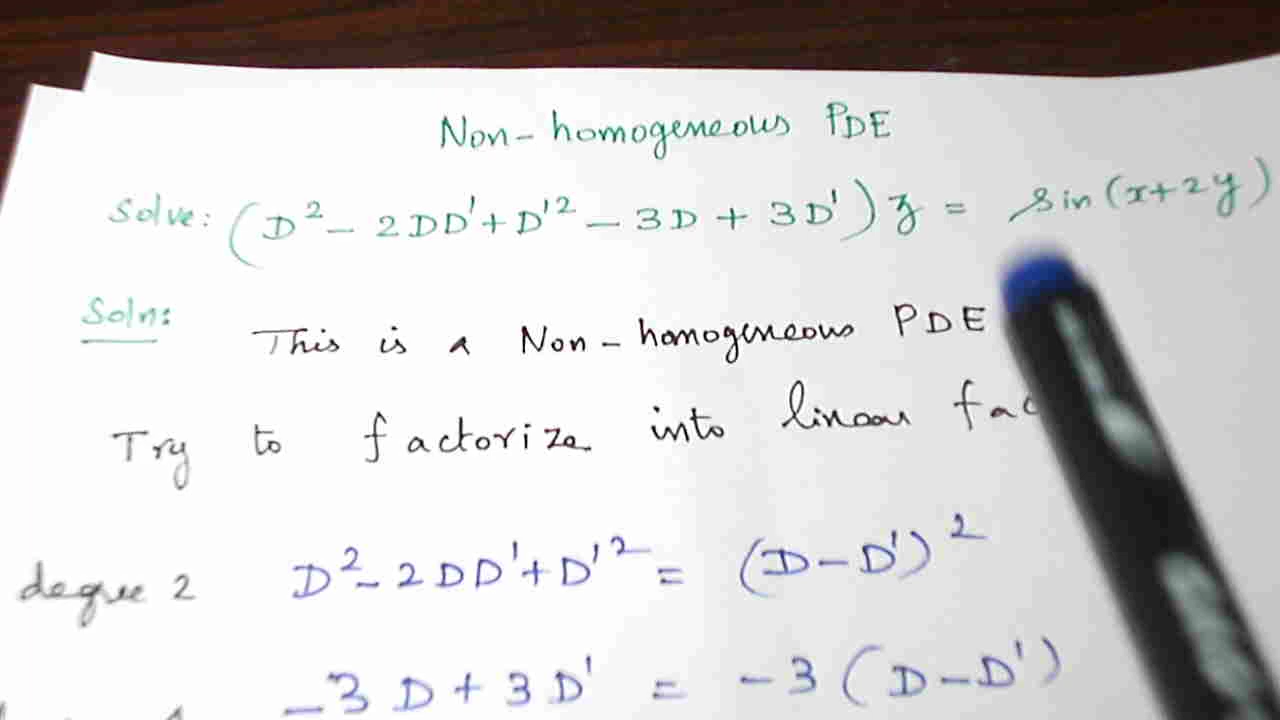 Non-homogeneous PDE
Solve: (D² - 2DD' + D'² - 3D + 3D') z = sin(x+2y)
Soln:
This is a Non-homogeneous PDE
Try to factorize into linear
degree 2 D² - 2DD' + D'² = (D-D')²
-3D + 3D' = -3(D-D')